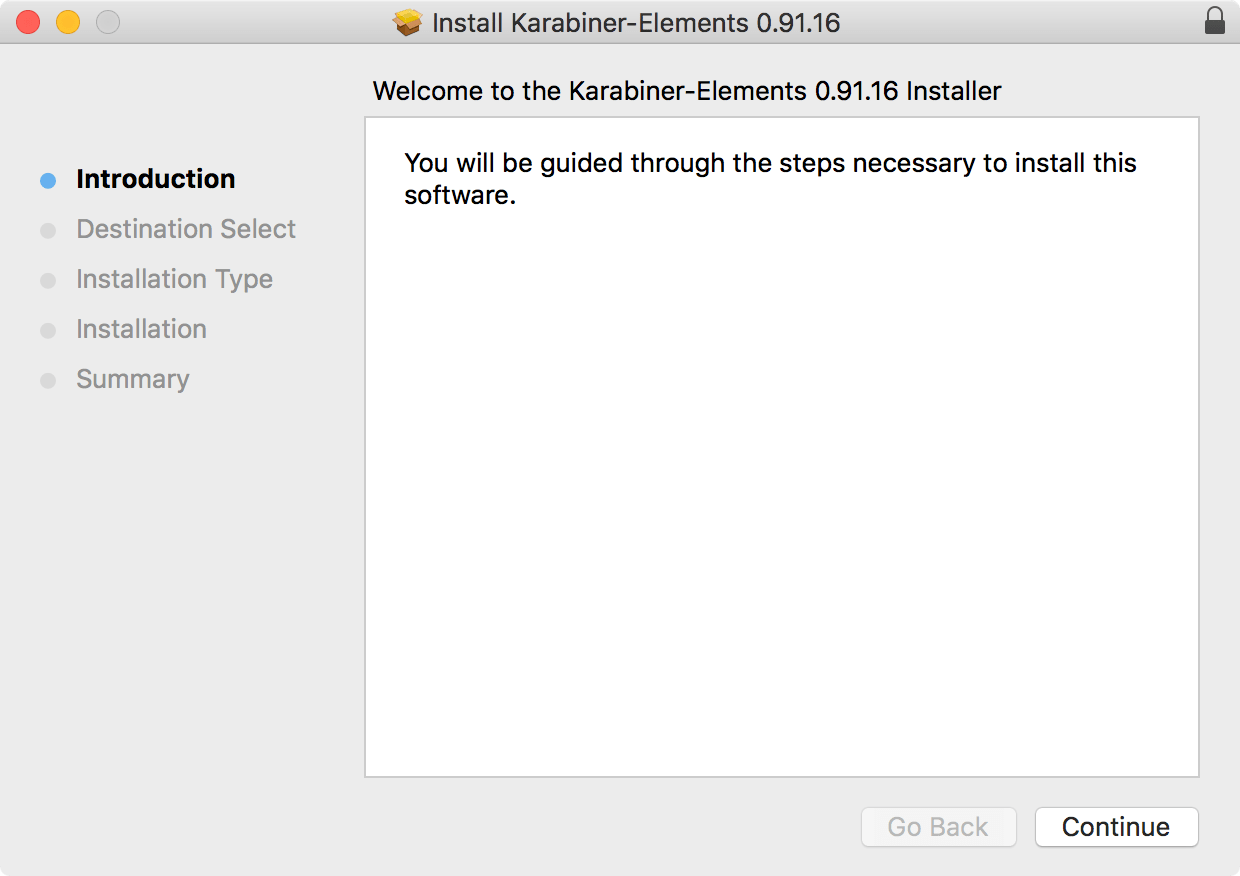 Install Karabiner-Elements 0.91.16
Welcome to the Karabiner-Elements 0.91.16 Installer
Introduction
Destination Select
Installation Type
Installation
Summary
You will be guided through the steps necessary to install this
software.
Go Back
Continue